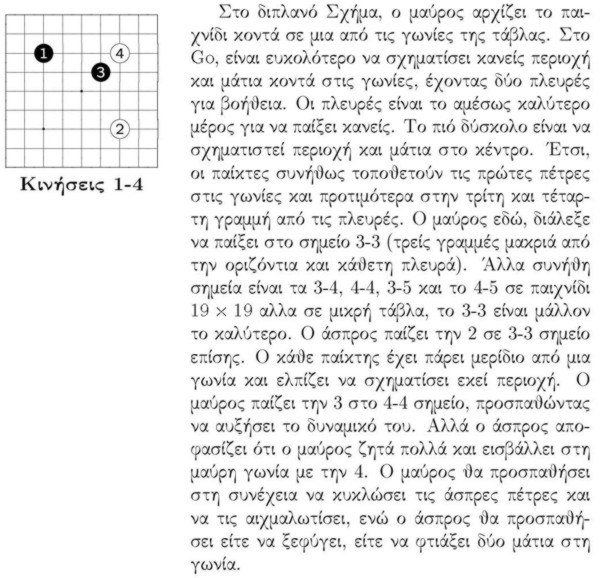 1
4
3
2
Κινήσεις 1-4
Στο διπλανό Σχήμα, ο μαύρος αρχίζει το παι-
χνίδι κοντά σε μια από τις γωνίες της τάβλας. Στο
Go, είναι ευκολότερο να σχηματίσει κανείς περιοχή
και μάτια κοντά στις γωνίες, έχοντας δύο πλευρές
για βοήθεια. Οι πλευρές είναι το αμέσως καλύτερο
μέρος για να παίξει κανείς. Το πιό δύσκολο είναι να
σχηματιστεί περιοχή και μάτια στο κέντρο. Έτσι,
οι παίκτες συνήθως τοποθετούν τις πρώτες πέτρες
στις γωνίες και προτιμότερα στην τρίτη και τέταρ-
τη γραμμή από τις πλευρές. Ο μαύρος εδώ, διάλεξε
να παίξει στο σημείο 3-3 (τρείς γραμμές μακριά από
την οριζόντια και κάθετη πλευρά). Άλλα συνήθη
σημεία είναι τα 3-4, 4-4, 3-5 και το 4-5 σε παιχνίδι
19 × 19 αλλα σε μικρή τάβλα, το 3-3 είναι μάλλον
το καλύτερο. Ο άσπρος παίζει την 2 σε 3-3 σημείο
επίσης. Ο κάθε παίκτης έχει πάρει μερίδιο από μια
γωνία και ελπίζει να σχηματίσει εκεί περιοχή. Ο
μαύρος παίζει την 3 στο 4-4 σημείο, προσπαθώντας
να αυξήσει το δυναμικό του. Αλλά ο άσπρος απο-
φασίζει ότι ο μαύρος ζητά πολλά και εισβάλλει στη
μαύρη γωνία με την 4. Ο μαύρος θα προσπαθήσει
στη συνέχεια να κυκλώσει τις άσπρες πέτρες και
να τις αιχμαλωτίσει, ενώ ο άσπρος θα προσπαθή-
σει είτε να ξεφύγει, είτε να φτιάξει δύο μάτια στη
γωνία.